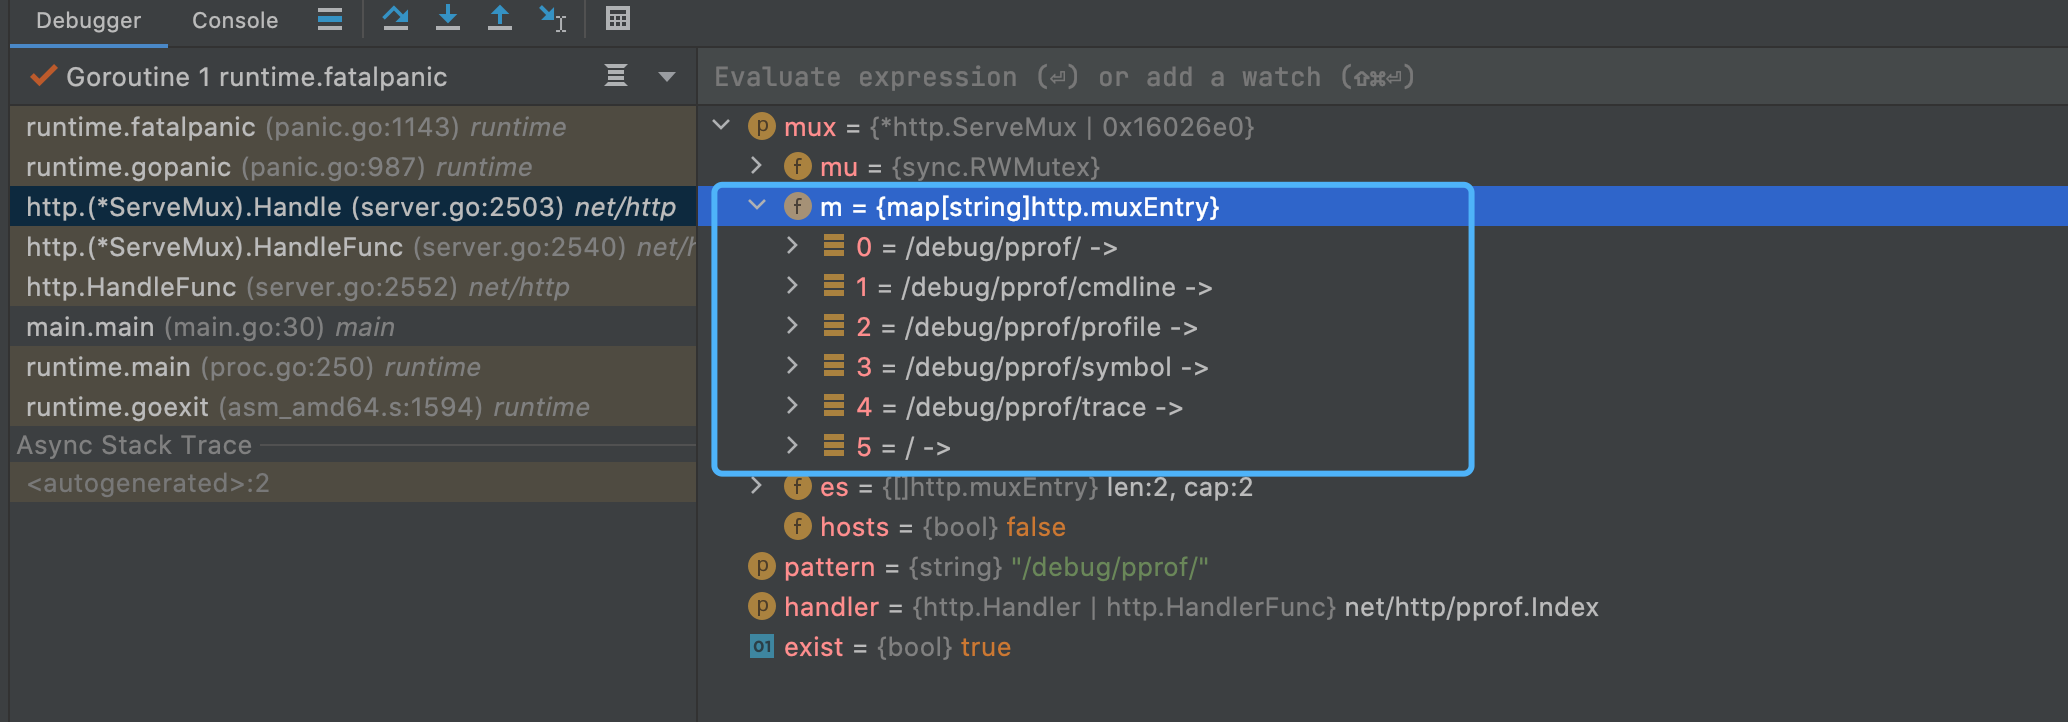 Debugger Console
Goroutine 1 runtime.fatalpanic
Evaluate expression (⏎) or add a watch (⇧⌘⏎)
runtime.fatalpanic (panic.go:1143) runtime
runtime.gopanic (panic.go:987) runtime
http.(*ServeMux).Handle (server.go:2503) net/http
http.(*ServeMux).HandleFunc (server.go:2540) net/h
http.HandleFunc (server.go:2552) net/http
main.main (main.go:30) main
runtime.main (proc.go:250) runtime
runtime.goexit (asm_amd64.s:1594) runtime
Async Stack Trace
<autogenerated>:2
p mux = {*http.ServeMux | 0x16026e0}
f mu = {sync.RWMutex}
f m = {map[string]http.muxEntry}
0 = /debug/pprof/ ->
1 = /debug/pprof/cmdline ->
2 = /debug/pprof/profile ->
3 = /debug/pprof/symbol ->
4 = /debug/pprof/trace ->
5 = / ->
f es = {[]http.muxEntry} len:2, cap:2
f hosts = {bool} false
p pattern = {string} "/debug/pprof/"
p handler = {http.Handler | http.HandlerFunc} net/http/pprof.Index
01 exist = {bool} true